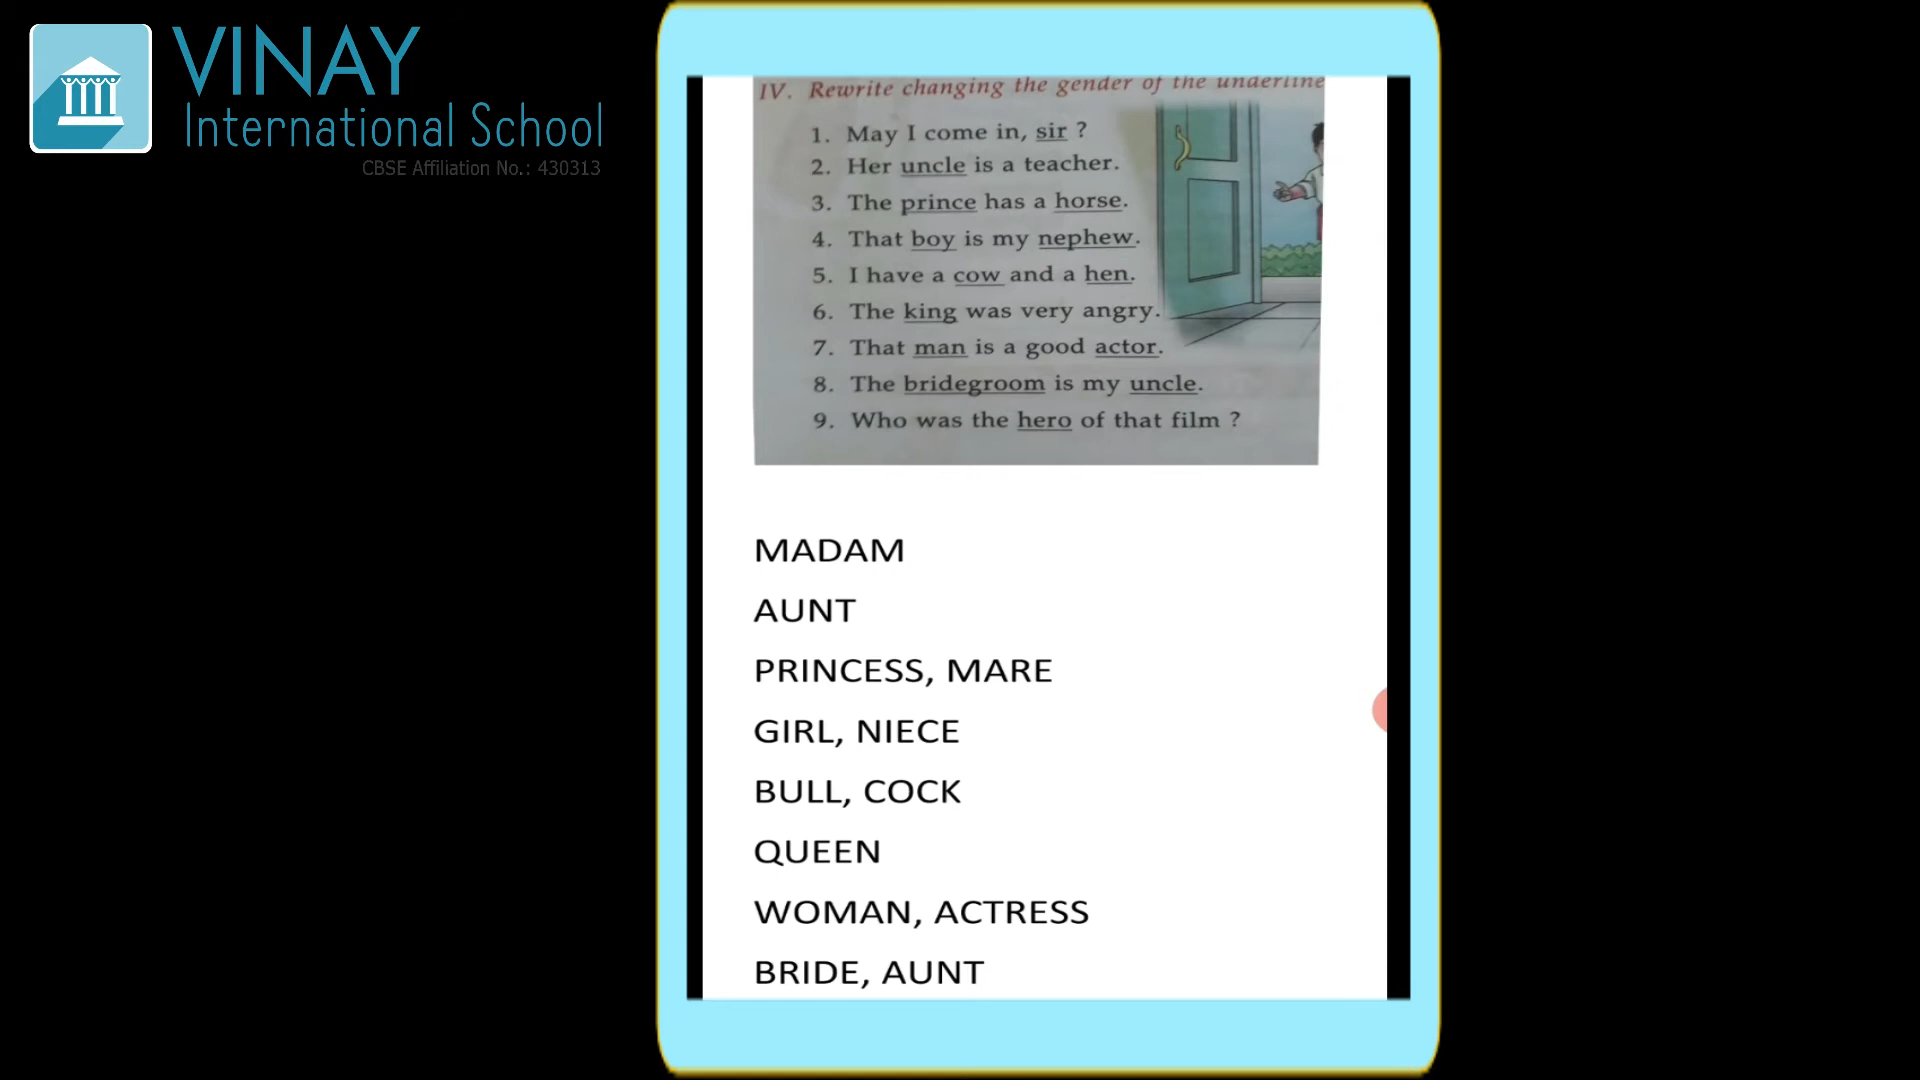 VINAY
International School
CBSE Affiliation No.: 430313
IV. Rewrite changing the gender of the underline
1. May I come in, sir ?
2. Her uncle is a teacher.
3. The prince has a horse.
4. That boy is my nephew.
5. I have a cow and a hen.
6. The king was very angry.
7. That man is a good actor.
8. The bridegroom is my uncle.
9. Who was the hero of that film ?
MADAM
AUNT
PRINCESS, MARE
GIRL, NIECE
BULL, COCK
QUEEN
WOMAN, ACTRESS
BRIDE, AUNT